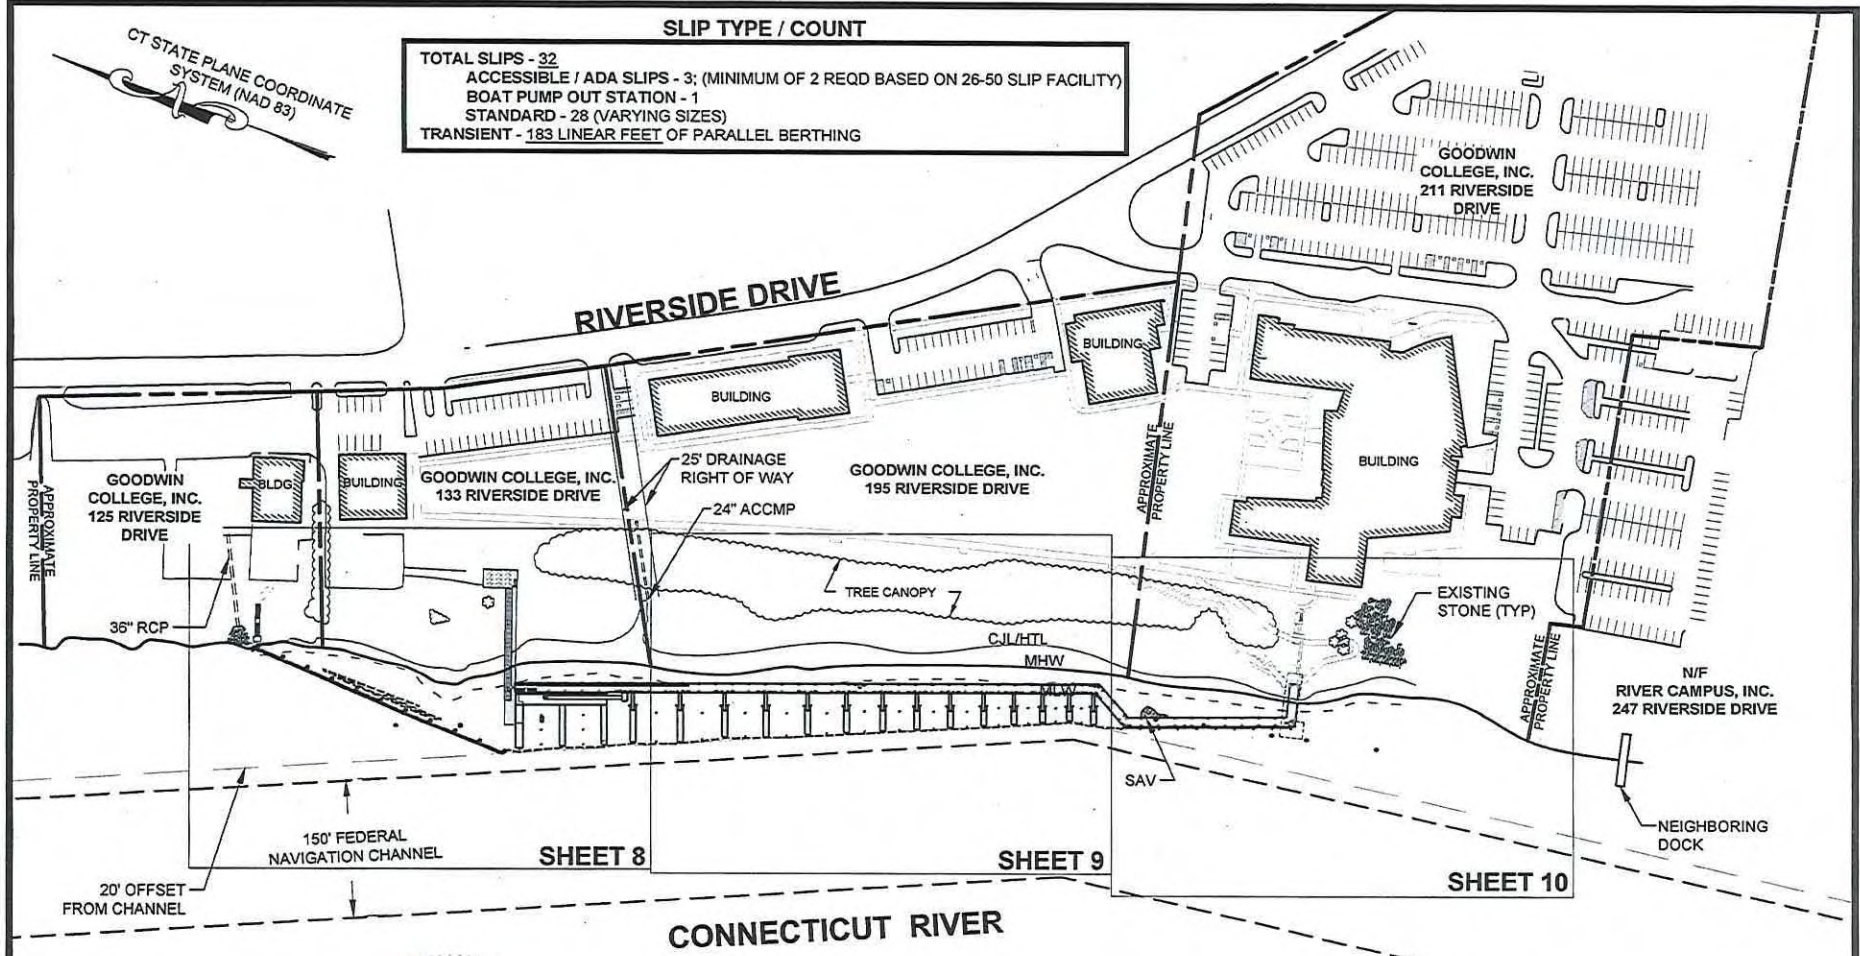 SLIP TYPE / COUNT
TOTAL SLIPS - 32
ACCESSIBLE / ADA SLIPS - 3; (MINIMUM OF 2 REQD BASED ON 26-50 SLIP FACILITY)
BOAT PUMP OUT STATION - 1
STANDARD - 28 (VARYING SIZES)
TRANSIENT - 183 LINEAR FEET OF PARALLEL BERTHING
CT STATE PLANE COORDINATE
SYSTEM (NAD 83)
GOODWIN
COLLEGE, INC.
211 RIVERSIDE
DRIVE
RIVERSIDE DRIVE
BUILDING
BUILDING
BUILDING
BLDG
BUILDING
GOODWIN
COLLEGE, INC.
125 RIVERSIDE
DRIVE
APPROXIMATE
PROPERTY LINE
GOODWIN COLLEGE, INC.
133 RIVERSIDE DRIVE
25' DRAINAGE
RIGHT OF WAY
24" ACCMP
GOODWIN COLLEGE, INC.
195 RIVERSIDE DRIVE
APPROXIMATE
PROPERTY LINE
TREE CANOPY
EXISTING
STONE (TYP)
36" RCP
CJL/HTL
MHW
MLW
APPROXIMATE
PROPERTY LINE
N/F
RIVER CAMPUS, INC.
247 RIVERSIDE DRIVE
SAV
NEIGHBORING
DOCK
150' FEDERAL
NAVIGATION CHANNEL
20' OFFSET
FROM CHANNEL
SHEET 8
SHEET 9
SHEET 10
CONNECTICUT RIVER